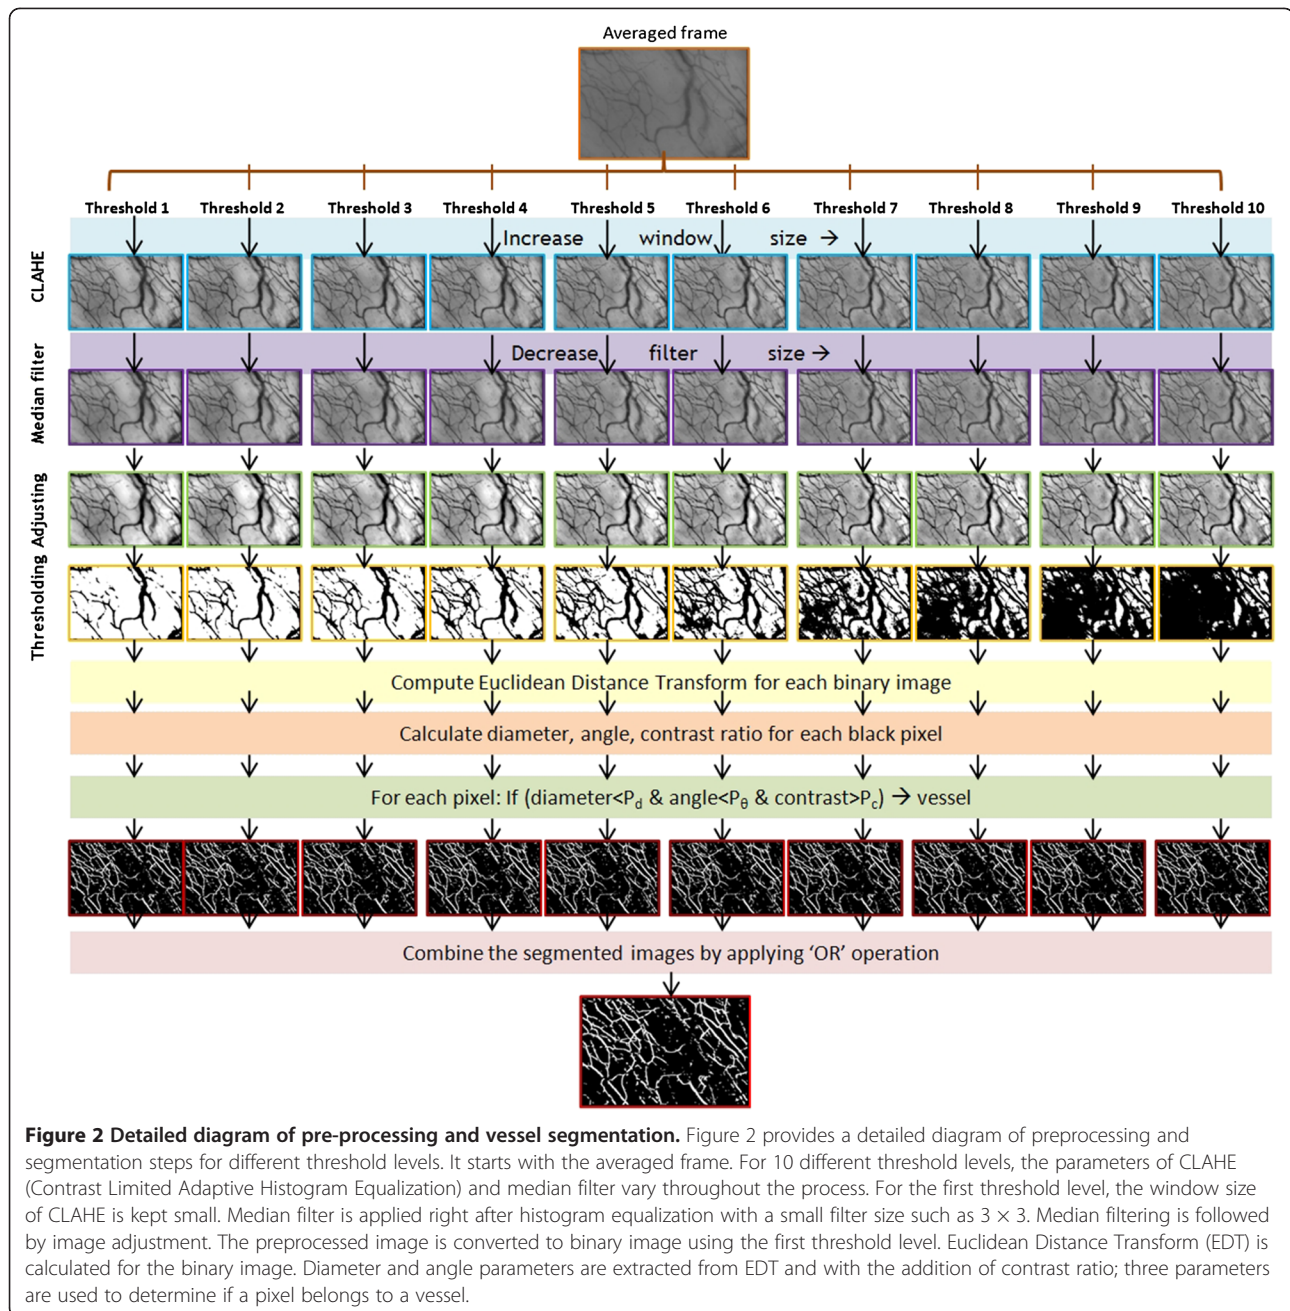 Averaged frame
Threshold 1 Threshold 2 Threshold 3 Threshold 4 Threshold 5 Threshold 6 Threshold 7 Threshold 8 Threshold 9 Threshold 10
Increase window size →
CLAHE
Decrease filter size →
Median filter
Adjusting
Thresholding
Compute Euclidean Distance Transform for each binary image
Calculate diameter, angle, contrast ratio for each black pixel
For each pixel: If (diameter<Pd & angle<Pθ & contrast>Pc) → vessel
Combine the segmented images by applying ‘OR’ operation
Figure 2 Detailed diagram of pre-processing and vessel segmentation. Figure 2 provides a detailed diagram of preprocessing and
segmentation steps for different threshold levels. It starts with the averaged frame. For 10 different threshold levels, the parameters of CLAHE
(Contrast Limited Adaptive Histogram Equalization) and median filter vary throughout the process. For the first threshold level, the window size
of CLAHE is kept small. Median filter is applied right after histogram equalization with a small filter size such as 3 × 3. Median filtering is followed
by image adjustment. The preprocessed image is converted to binary image using the first threshold level. Euclidean Distance Transform (EDT) is
calculated for the binary image. Diameter and angle parameters are extracted from EDT and with the addition of contrast ratio; three parameters
are used to determine if a pixel belongs to a vessel.